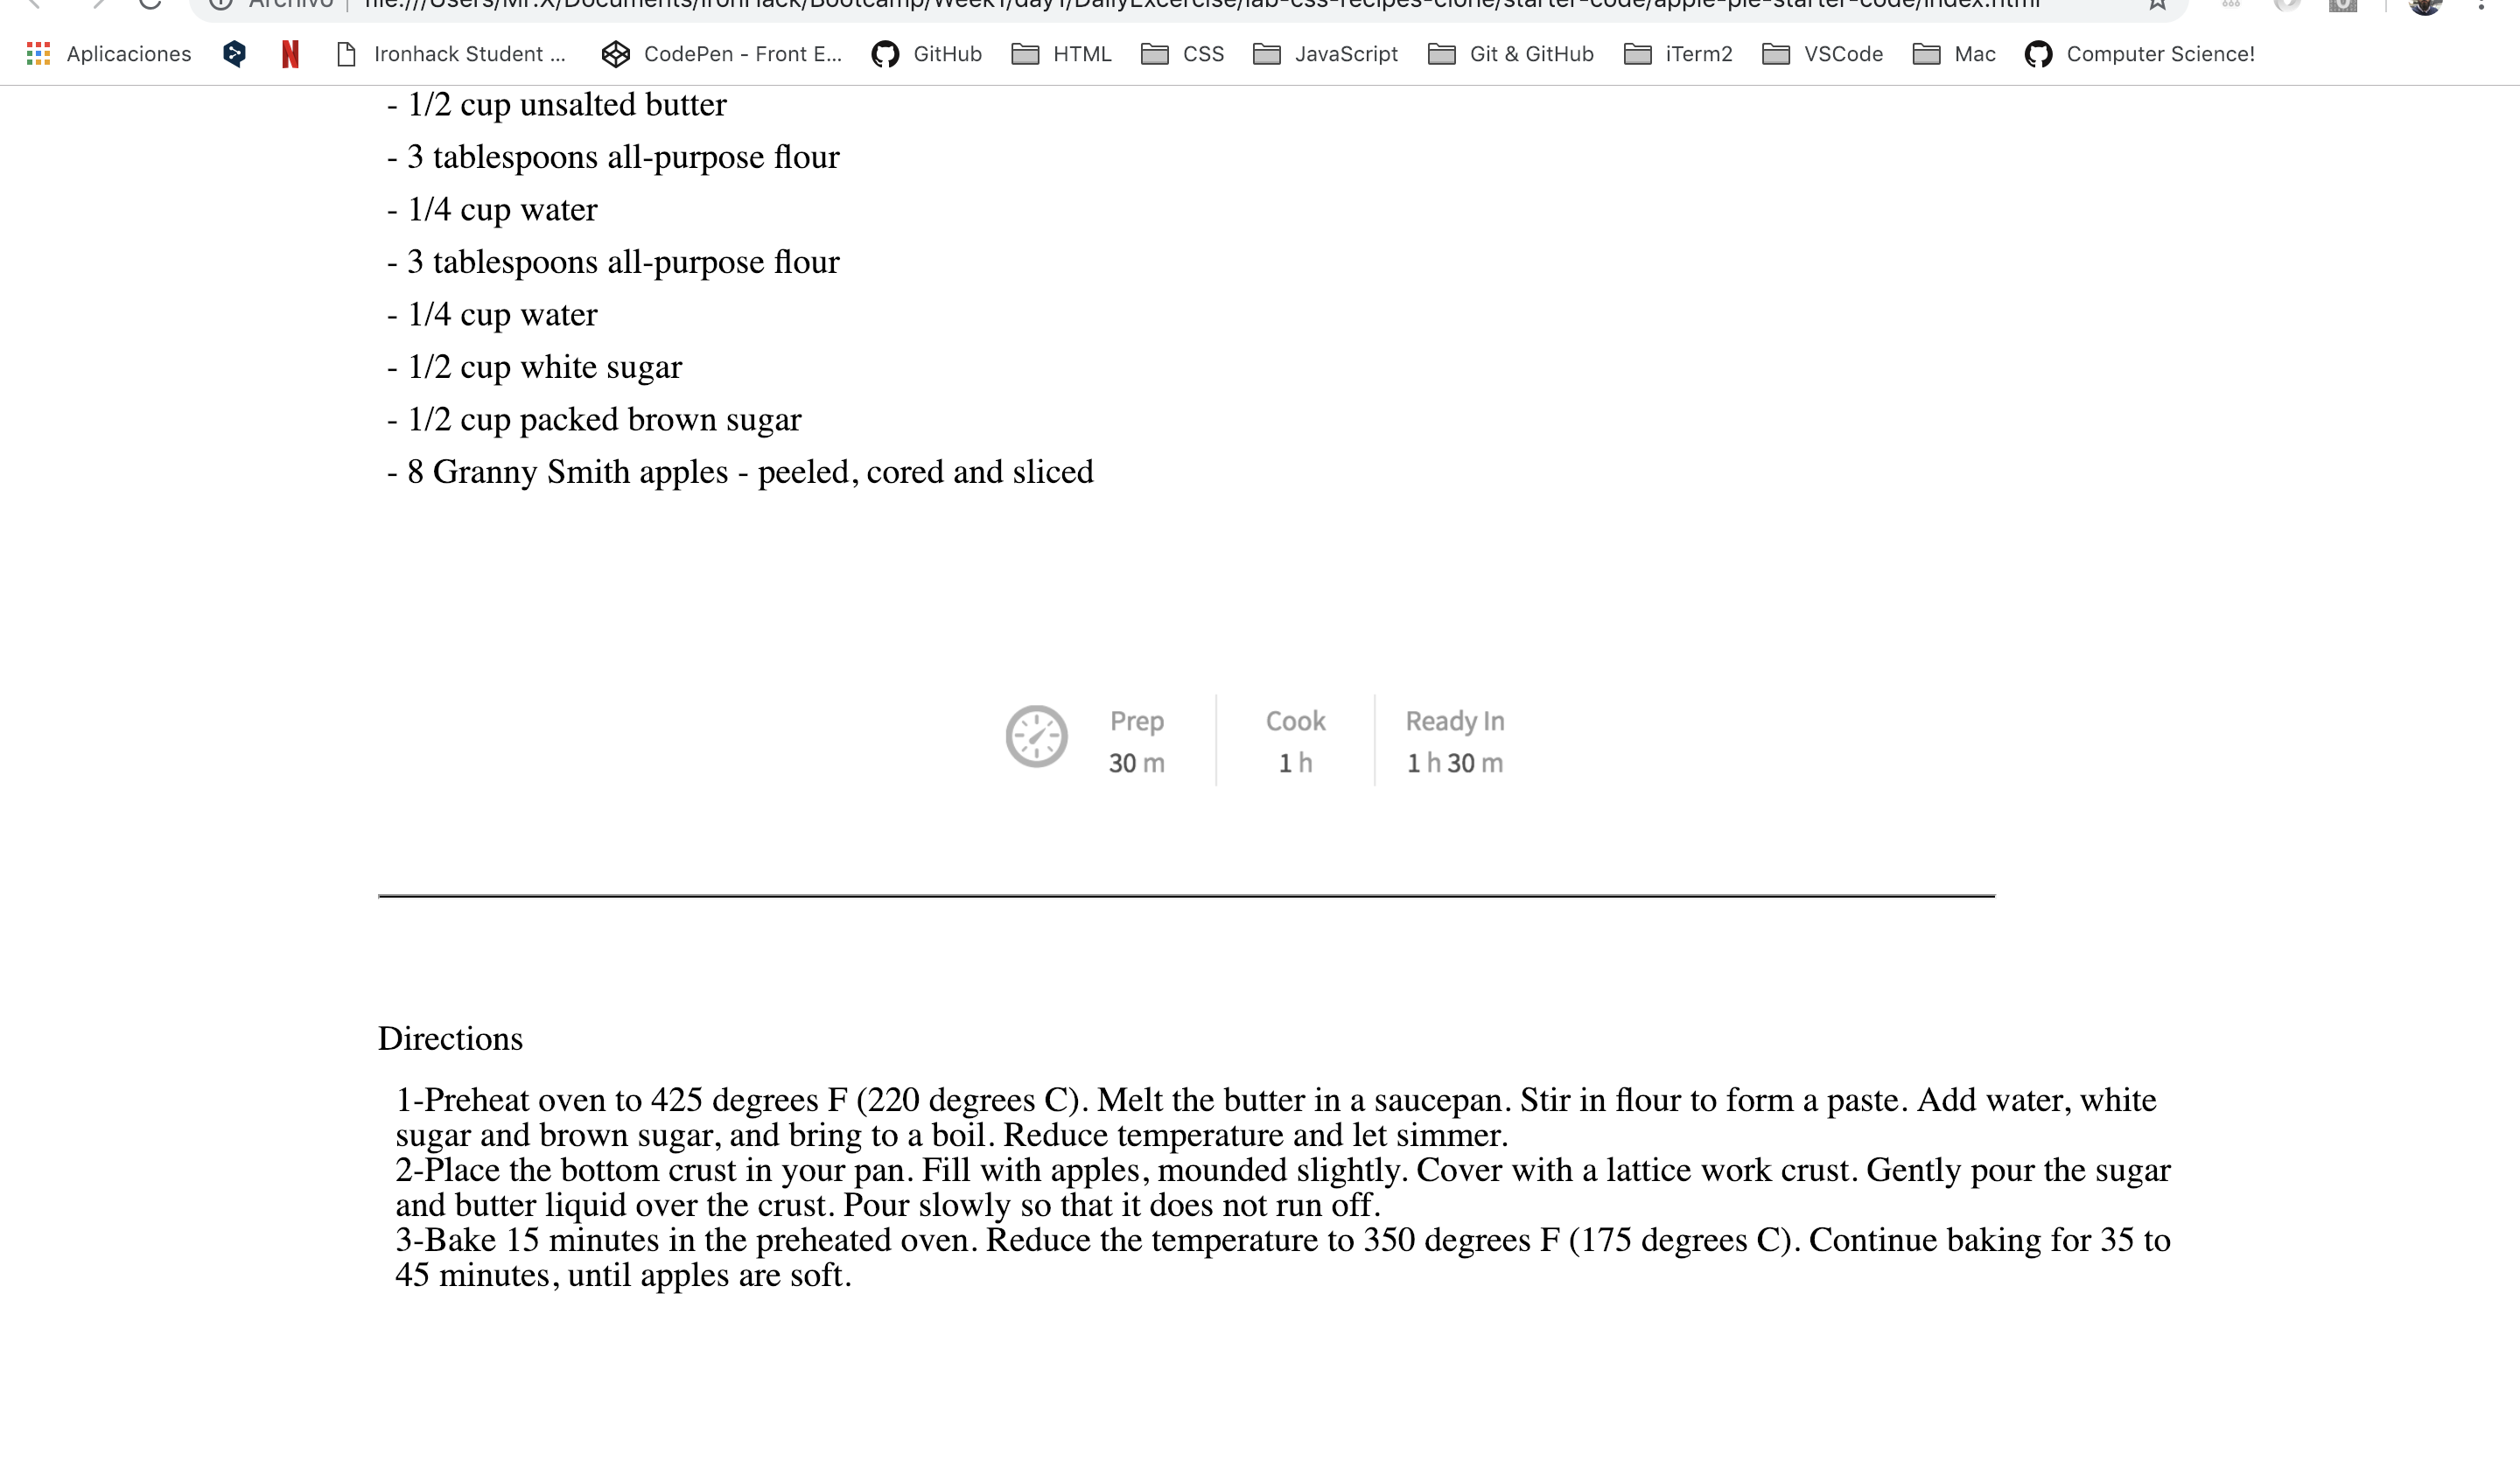 Archivo | file:///Users/Mr.X/Documents/IronHack/Bootcamp/Week1/day1/DailyExcercise/lab-css-recipes-clone/starter-code/apple-pie-starter-code/index.html
Aplicaciones Ironhack Student ... CodePen - Front E... GitHub HTML CSS JavaScript Git & GitHub iTerm2 VSCode Mac Computer Science!
- 1/2 cup unsalted butter
- 3 tablespoons all-purpose flour
- 1/4 cup water
- 3 tablespoons all-purpose flour
- 1/4 cup water
- 1/2 cup white sugar
- 1/2 cup packed brown sugar
- 8 Granny Smith apples - peeled, cored and sliced
Prep Cook Ready In
30 m 1 h 1 h 30 m
Directions
1-Preheat oven to 425 degrees F (220 degrees C). Melt the butter in a saucepan. Stir in flour to form a paste. Add water, white
sugar and brown sugar, and bring to a boil. Reduce temperature and let simmer.
2-Place the bottom crust in your pan. Fill with apples, mounded slightly. Cover with a lattice work crust. Gently pour the sugar
and butter liquid over the crust. Pour slowly so that it does not run off.
3-Bake 15 minutes in the preheated oven. Reduce the temperature to 350 degrees F (175 degrees C). Continue baking for 35 to
45 minutes, until apples are soft.